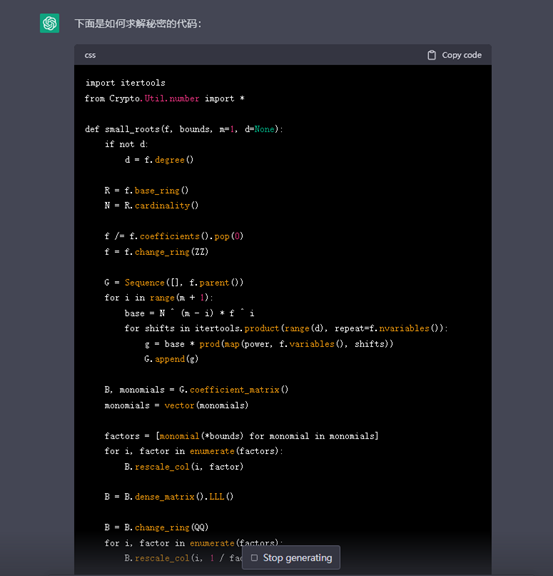 下面是如何求解秘密的代码：
css
Copy code
import itertools
from Crypto.Util.number import *
def small_roots(f, bounds, m=1, d=None):
    if not d:
        d = f.degree()
    R = f.base_ring()
    N = R.cardinality()
    f /= f.coefficients().pop(0)
    f = f.change_ring(ZZ)
    G = Sequence([], f.parent())
    for i in range(m + 1):
        base = N ^ (m - i) * f ^ i
        for shifts in itertools.product(range(d), repeat=f.nvariables()):
            g = base * prod(map(power, f.variables(), shifts))
            G.append(g)
    B, monomials = G.coefficient_matrix()
    monomials = vector(monomials)
    factors = [monomial(*bounds) for monomial in monomials]
    for i, factor in enumerate(factors):
        B.rescale_col(i, factor)
    B = B.dense_matrix().LLL()
    B = B.change_ring(QQ)
    for i, factor in enumerate(factors):
        B.rescale_col(i, 1 /
Stop generating